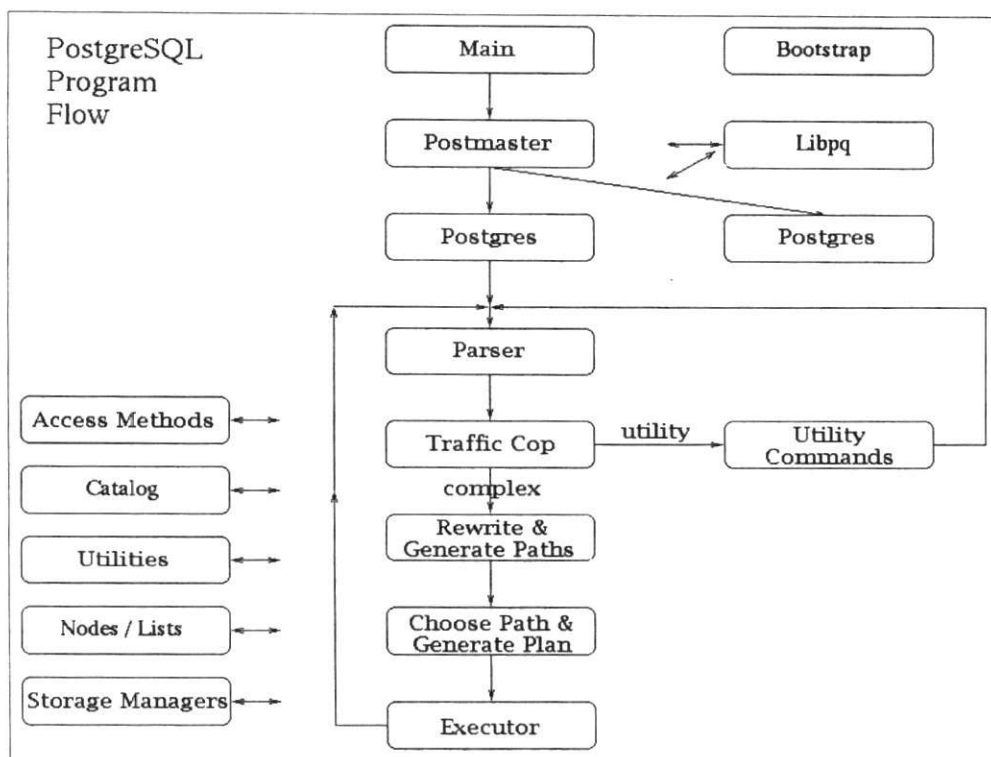 PostgreSQL
Program
Flow
Main
Bootstrap
Postmaster
Libpq
Postgres
Postgres
Parser
Access Methods
Traffic Cop
utility
Utility
Commands
complex
Catalog
Rewrite &
Generate Paths
Utilities
Nodes / Lists
Choose Path &
Generate Plan
Storage Managers
Executor